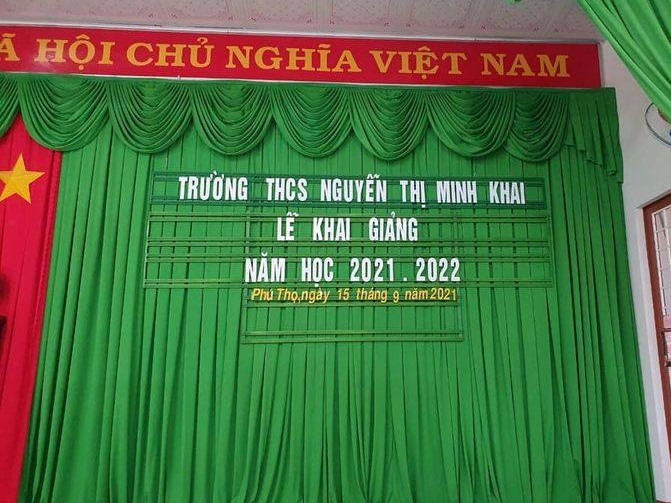 Ã HỘI CHỦ NGHĨA VIỆT NAM
TRƯỜNG THCS NGUYỄN THỊ MINH KHAI
LỄ KHAI GIẢNG
NĂM HỌC 2021.2022
Phú Thọ, ngày 15 tháng 9 năm 2021